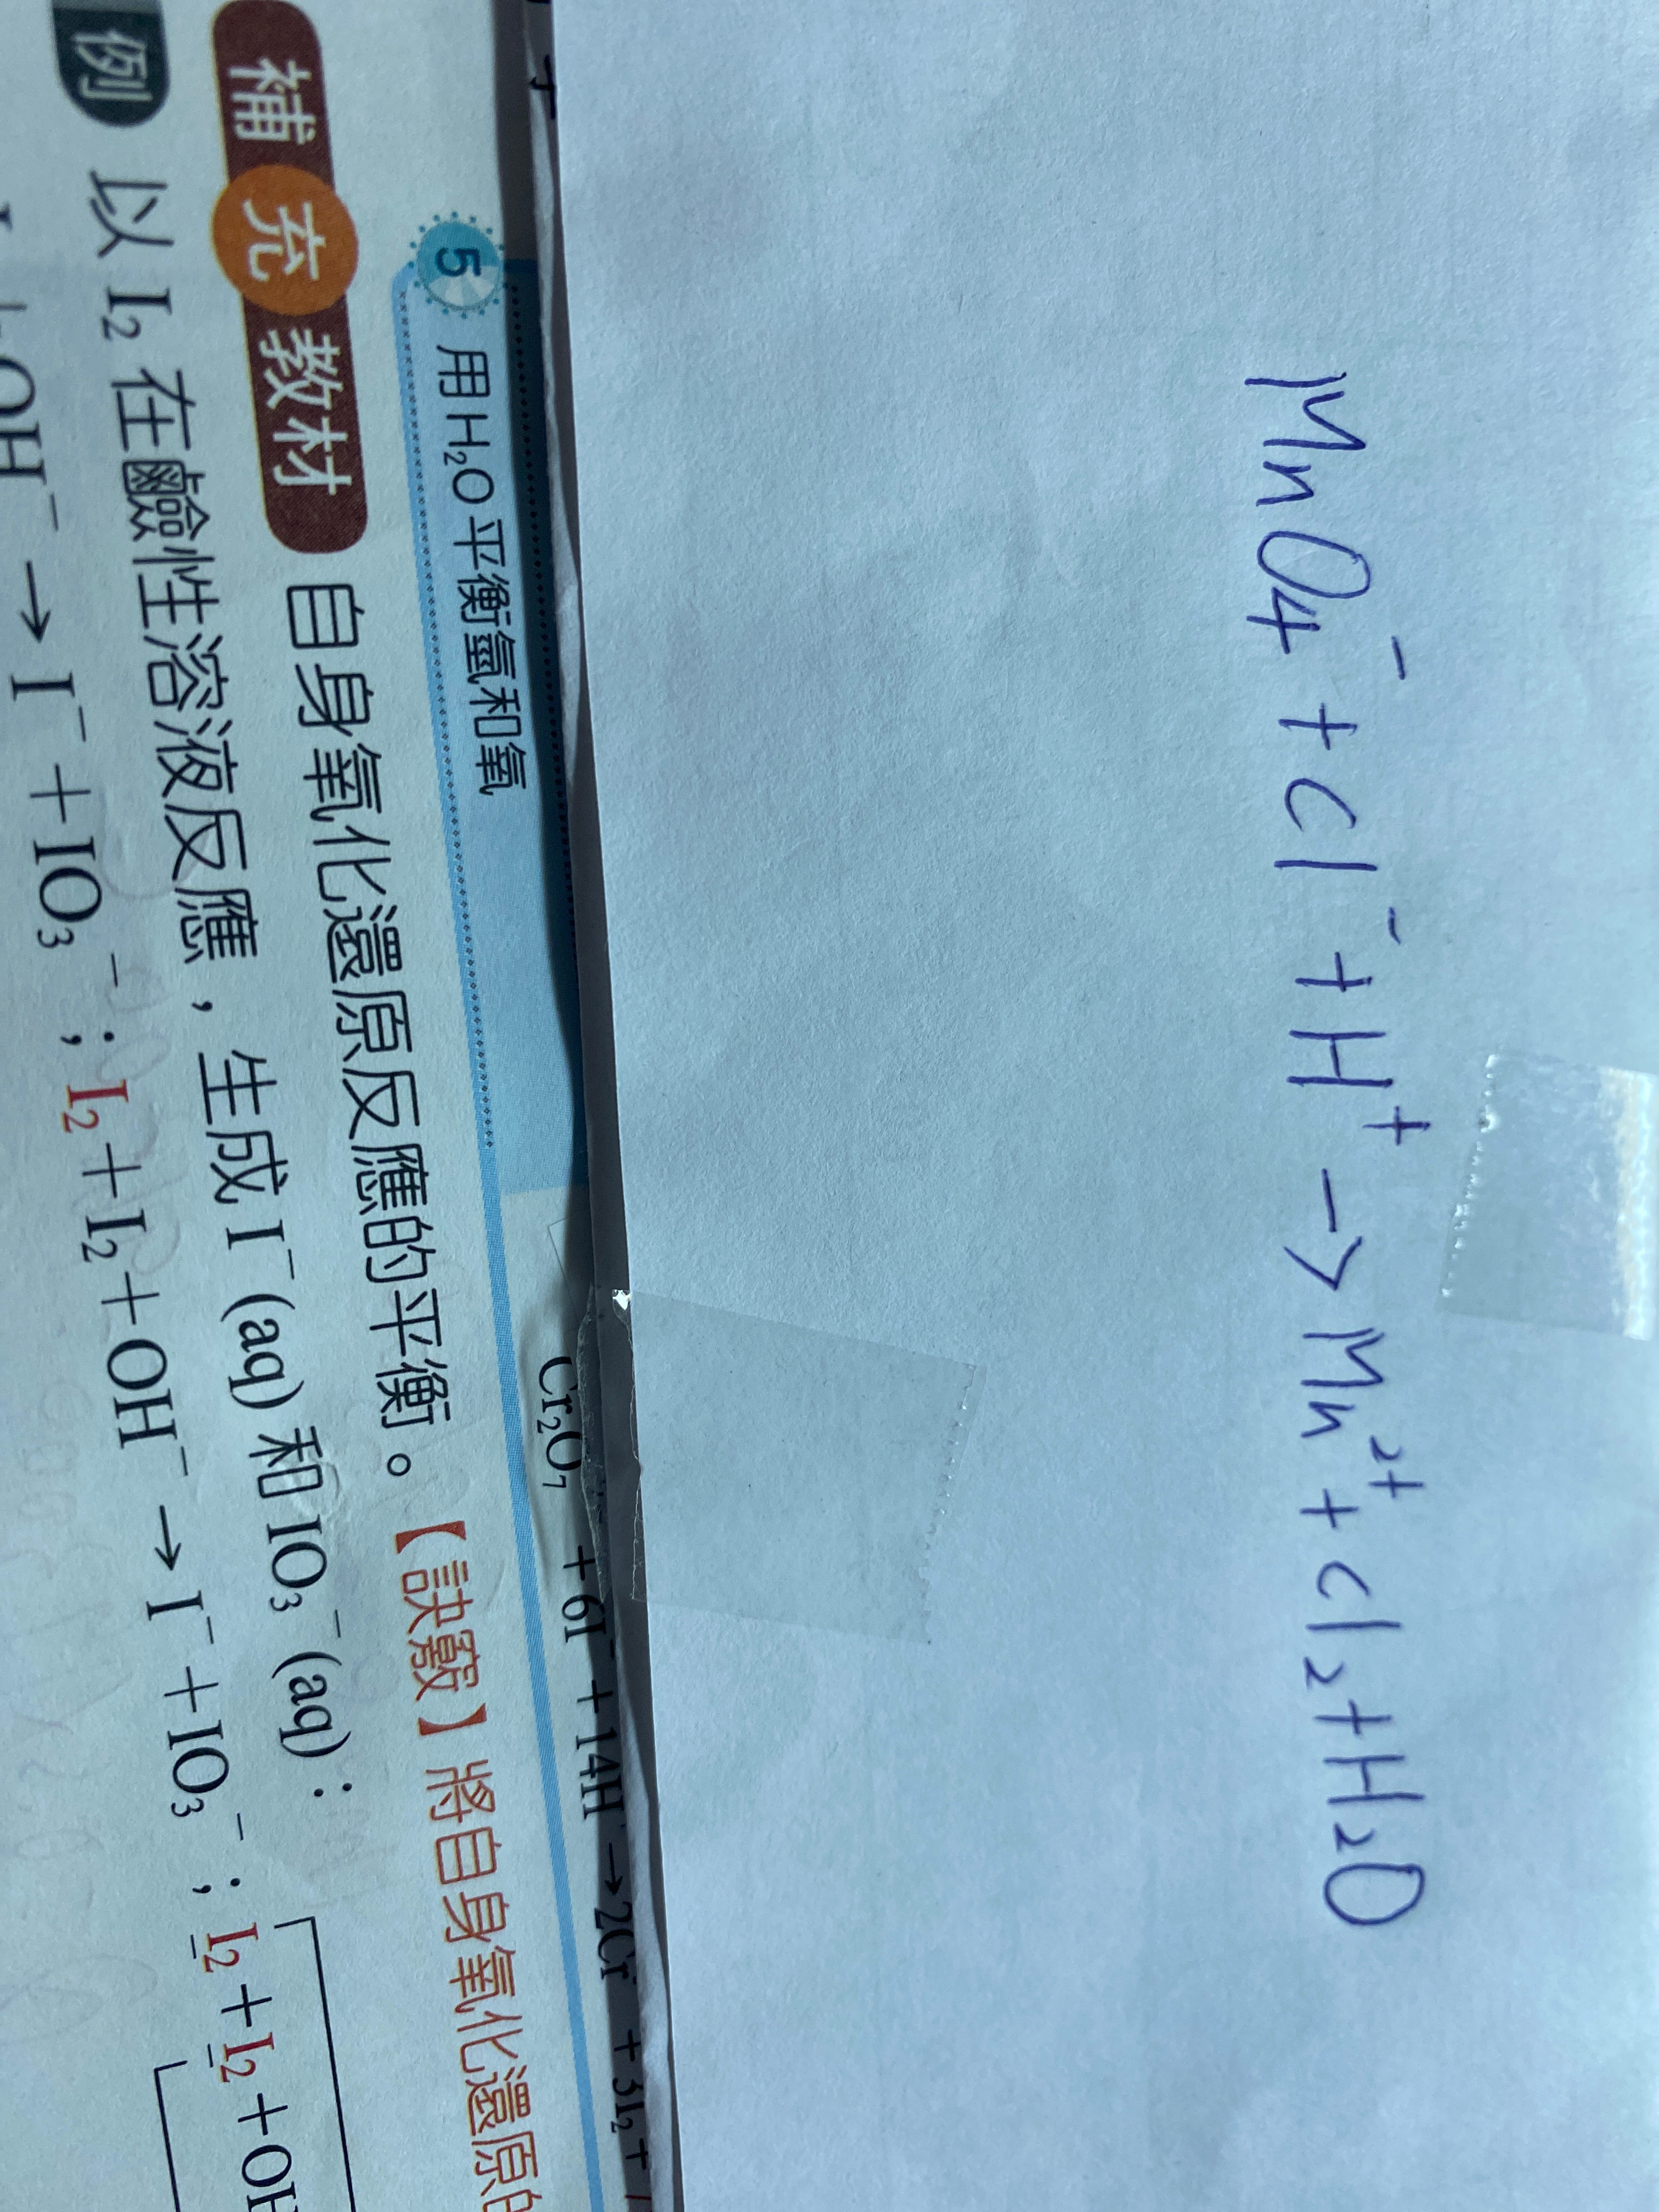 MnO₄⁻ + Cl⁻ + H⁺ → Mn²⁺ + Cl₂ + H₂O
Cr₂O₇ + 6I⁻ + 14H → 2Cr + 3I₂ +
5 用H₂O平衡氫和氧
補充教材 自身氧化還原反應的平衡。【訣竅】將自身氧化還原
例 以 I₂ 在鹼性溶液反應，生成 I⁻ (aq) 和 IO₃⁻ (aq)：
OH⁻ → I⁻ + IO₃⁻；I₂ + I₂ + OH⁻ → I⁻ + IO₃⁻；I₂ + I₂ + OH